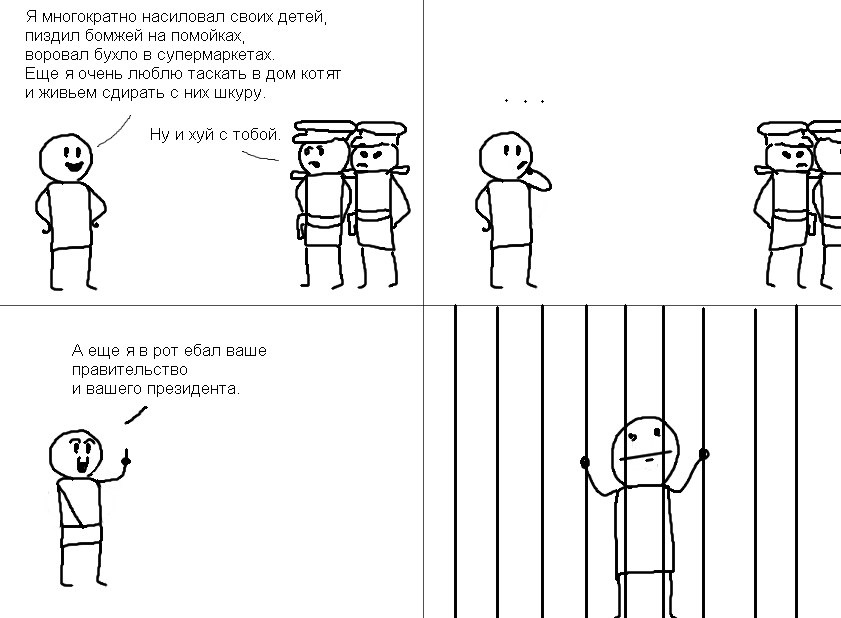 Я многократно насиловал своих детей,
пиздил бомжей на помойках,
воровал бухло в супермаркетах.
Еще я очень люблю таскать в дом котят
и живьем сдирать с них шкуру.
Ну и хуй с тобой.
. . .
А еще я в рот ебал ваше
правительство
и вашего президента.